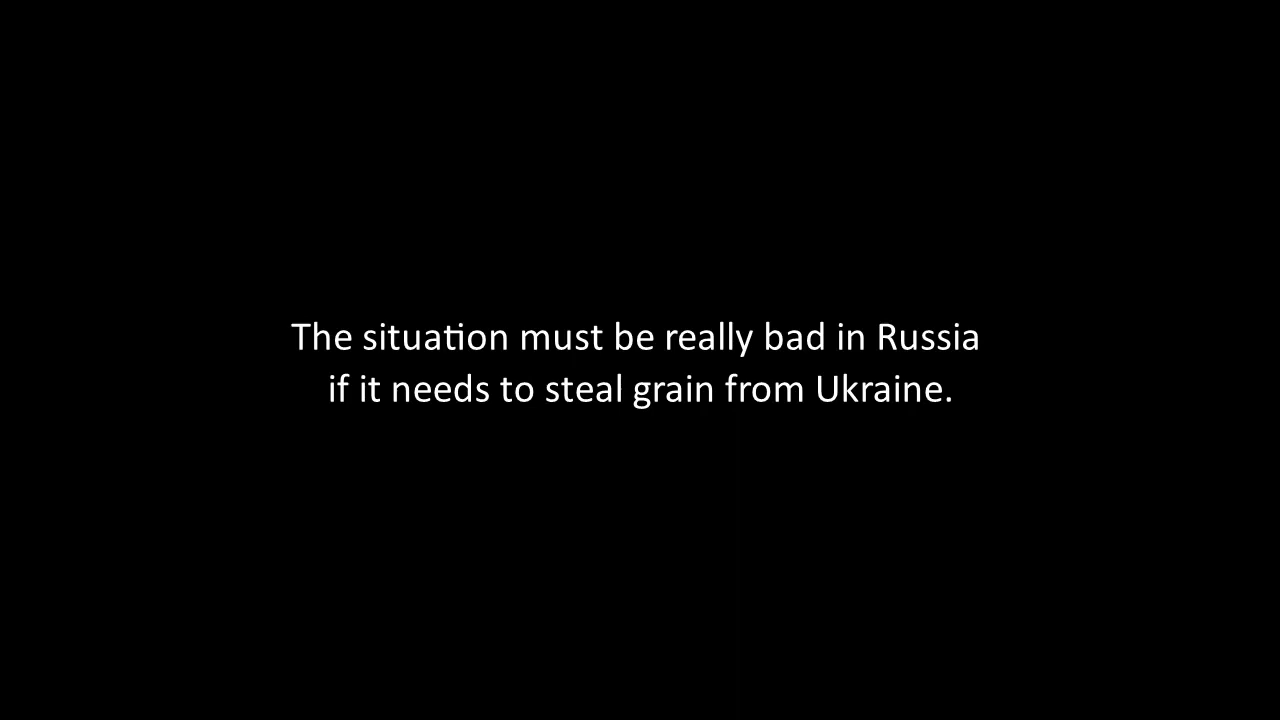 The situation must be really bad in Russia
if it needs to steal grain from Ukraine.